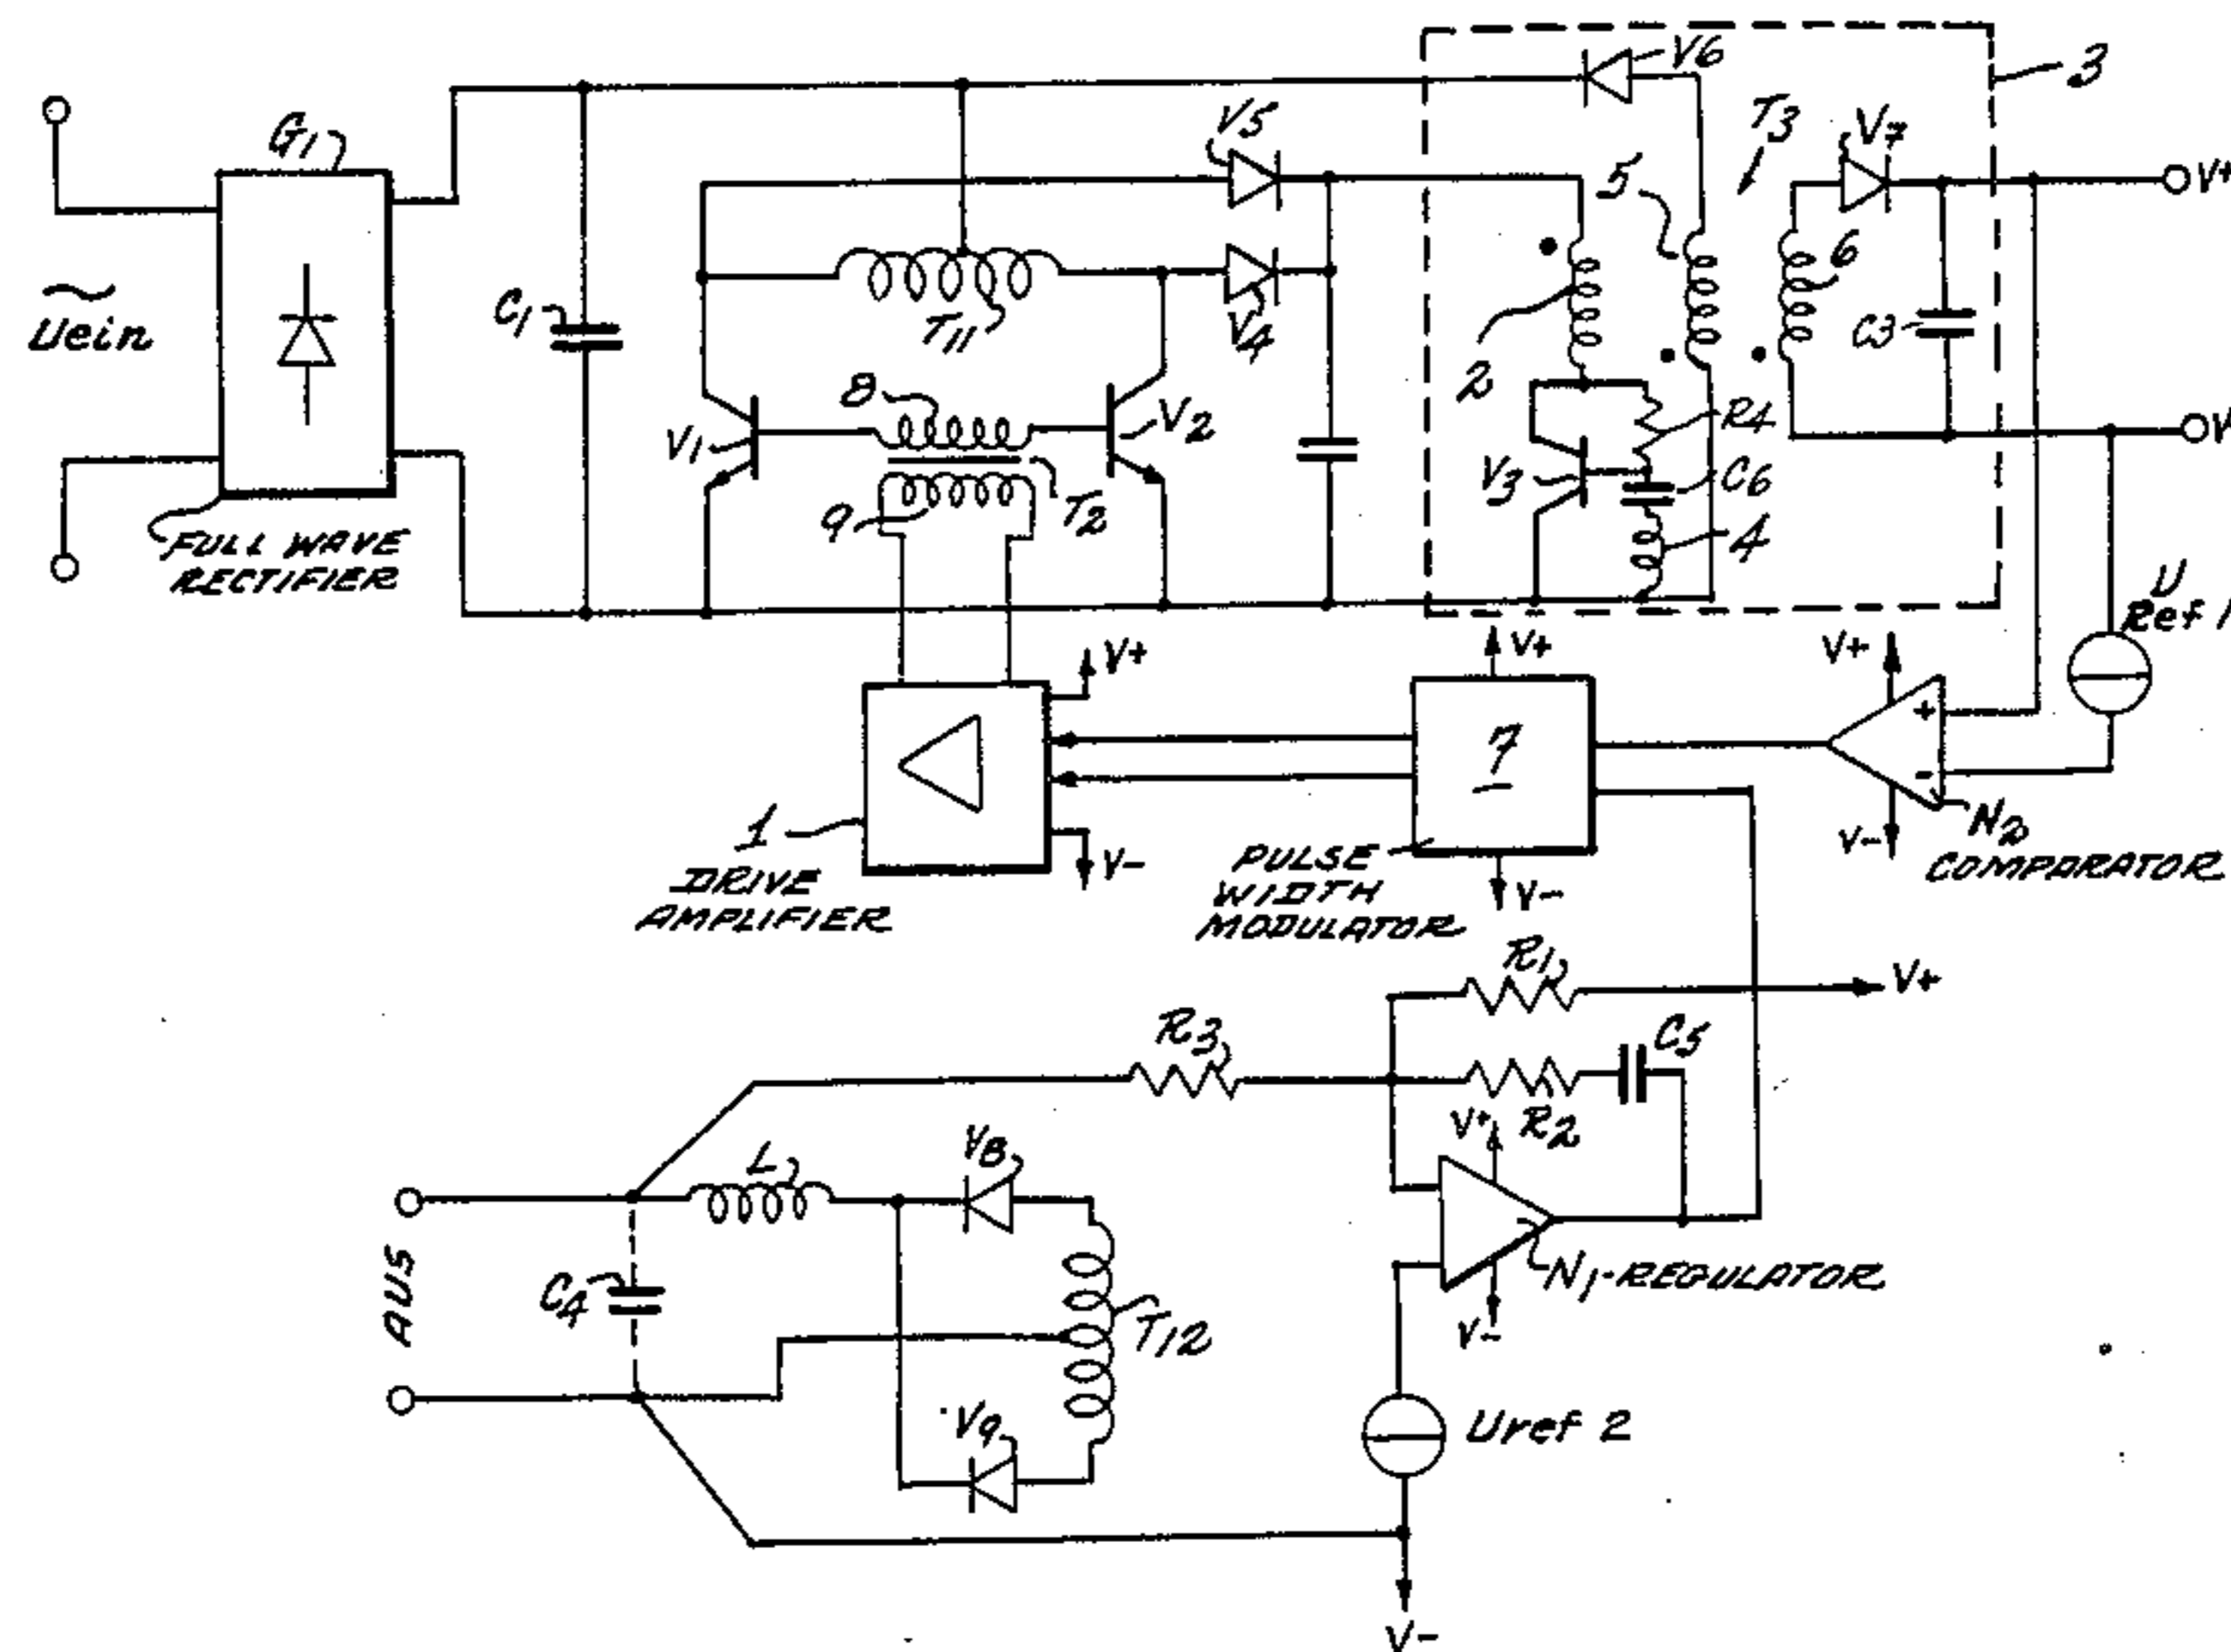 G1
Uein
FULL WAVE
RECTIFIER
C1
V1
8
9
T11
T2
V2
V5
V4
V6
3
T3
V7
V+
5
6
2
C3
R4
V3
C6
4
V
U
Ref 1
V+
V+
V+
1
DRIVE
AMPLIFIER
V-
7
PULSE
WIDTH
MODULATOR
V-
+
-
V-
N2
COMPARATOR
R1
V+
R3
C5
R2
V+
L
V8
AUS
C4
T12
N1-REGULATOR
V-
V9
Uref 2
V-